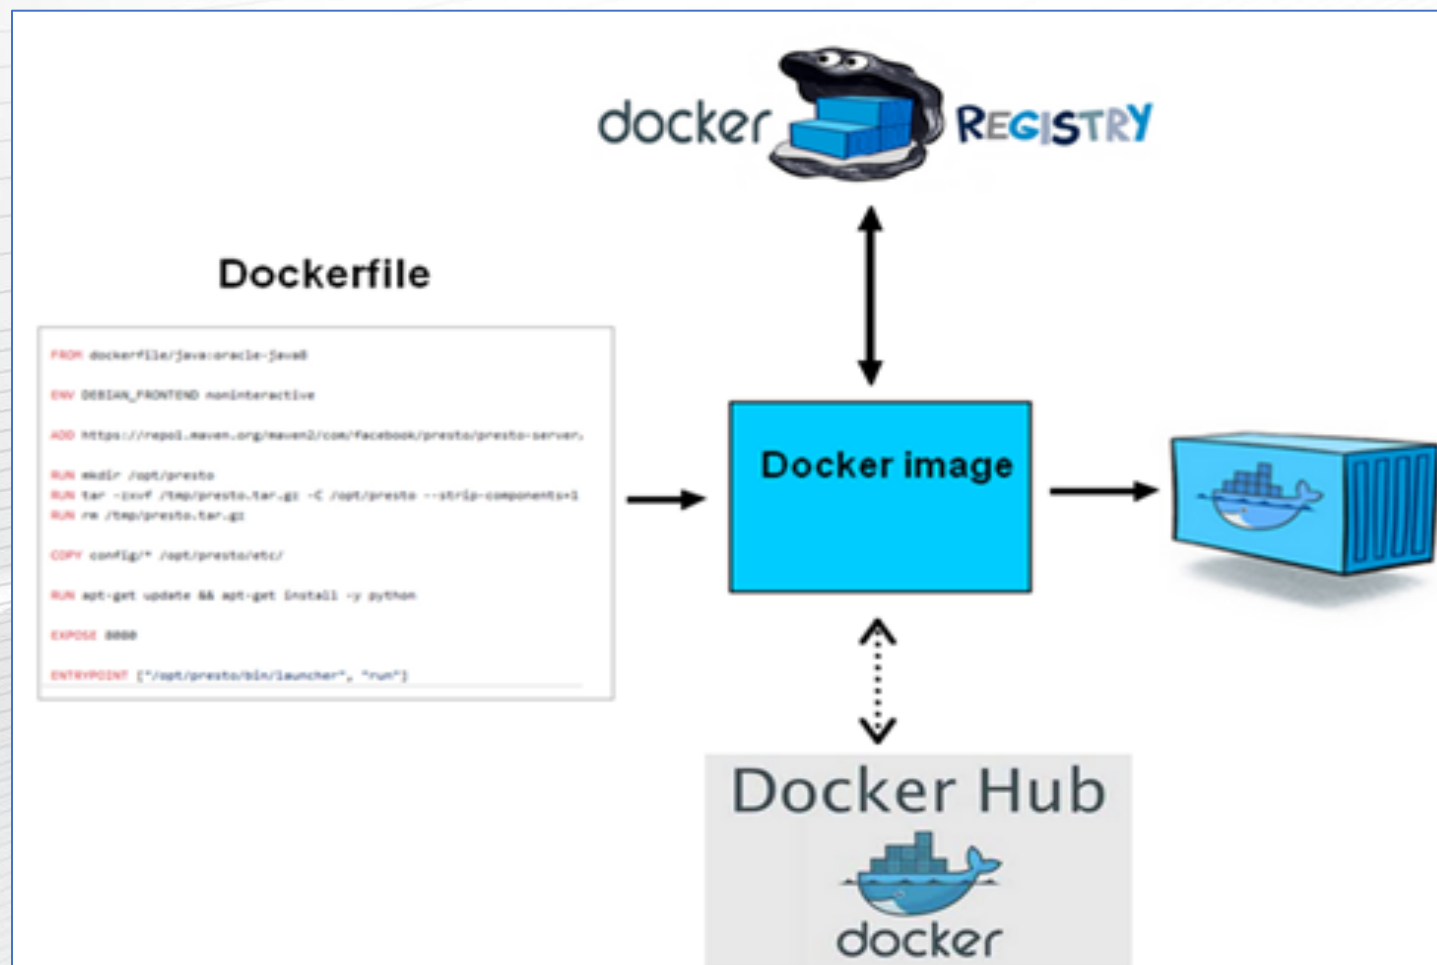 docker REGISTRY
Dockerfile
FROM dockerfile/java:oracle-java8
ENV DEBIAN_FRONTEND noninteractive
ADD https://repo1.maven.org/maven2/com/facebook/presto/presto-server.
RUN mkdir /opt/presto
RUN tar -zxvf /tmp/presto.tar.gz -C /opt/presto --strip-components=1
RUN rm /tmp/presto.tar.gz
COPY config/* /opt/presto/etc/
RUN apt-get update && apt-get install -y python
EXPOSE 8080
ENTRYPOINT ["/opt/presto/bin/launcher", "run"]
Docker image
Docker Hub
docker